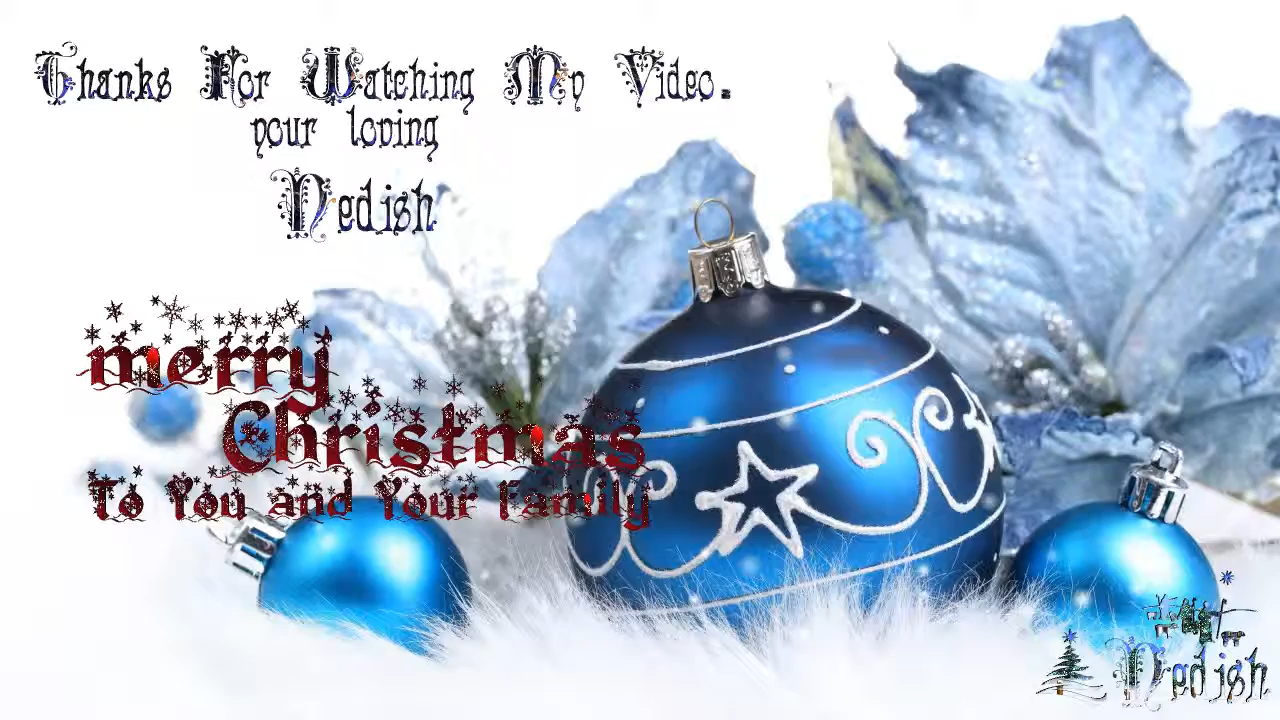 Thanks For Watching My Video.
your loving
Nedish
merry
Christmas
To You and Your Family
Nedish